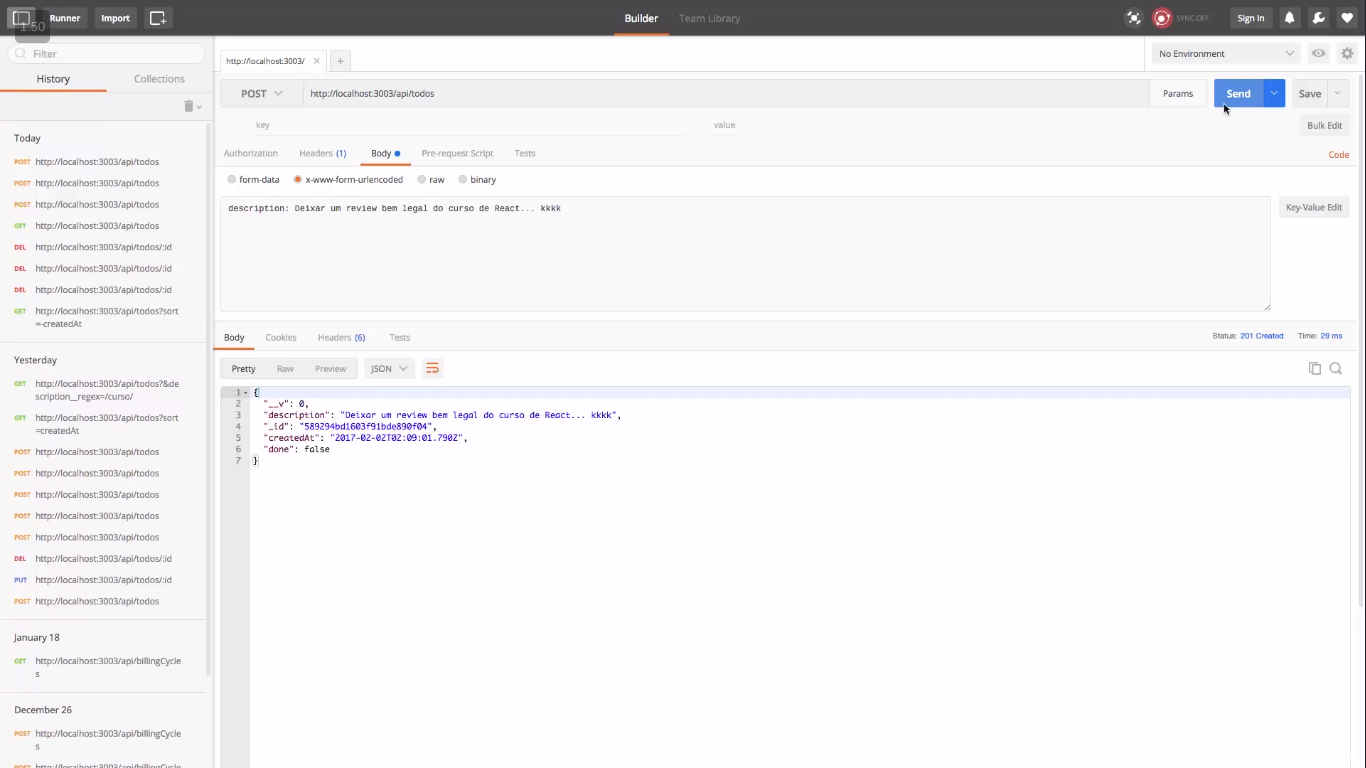 1:50
Runner
Import
Builder
Team Library
SYNC OFF
Sign In
Filter
History
Collections
Today
POST http://localhost:3003/api/todos
POST http://localhost:3003/api/todos
POST http://localhost:3003/api/todos
GET http://localhost:3003/api/todos
DEL http://localhost:3003/api/todos/:id
DEL http://localhost:3003/api/todos/:id
DEL http://localhost:3003/api/todos/:id
GET http://localhost:3003/api/todos?sort
=-createdAt
Yesterday
GET http://localhost:3003/api/todos?&de
scription__regex=/curso/
GET http://localhost:3003/api/todos?sort
=createdAt
POST http://localhost:3003/api/todos
POST http://localhost:3003/api/todos
POST http://localhost:3003/api/todos
POST http://localhost:3003/api/todos
POST http://localhost:3003/api/todos
DEL http://localhost:3003/api/todos/:id
PUT http://localhost:3003/api/todos/:id
POST http://localhost:3003/api/todos
January 18
GET http://localhost:3003/api/billingCycle
s
December 26
POST http://localhost:3003/api/billingCycle
s
POST http://localhost:3003/api/billingCycle
http://localhost:3003/
No Environment
POST
http://localhost:3003/api/todos
Params
Send
Save
key
value
Bulk Edit
Authorization
Headers (1)
Body
Pre-request Script
Tests
Code
form-data
x-www-form-urlencoded
raw
binary
description: Deixar um review bem legal do curso de React... kkkk
Key-Value Edit
Body
Cookies
Headers (6)
Tests
Status: 201 Created
Time: 29 ms
Pretty
Raw
Preview
JSON
1 {
2 "__v": 0,
3 "description": "Deixar um review bem legal do curso de React... kkkk",
4 "_id": "589294bd1603f91bde890f04",
5 "createdAt": "2017-02-02T02:09:01.790Z",
6 "done": false
7 }